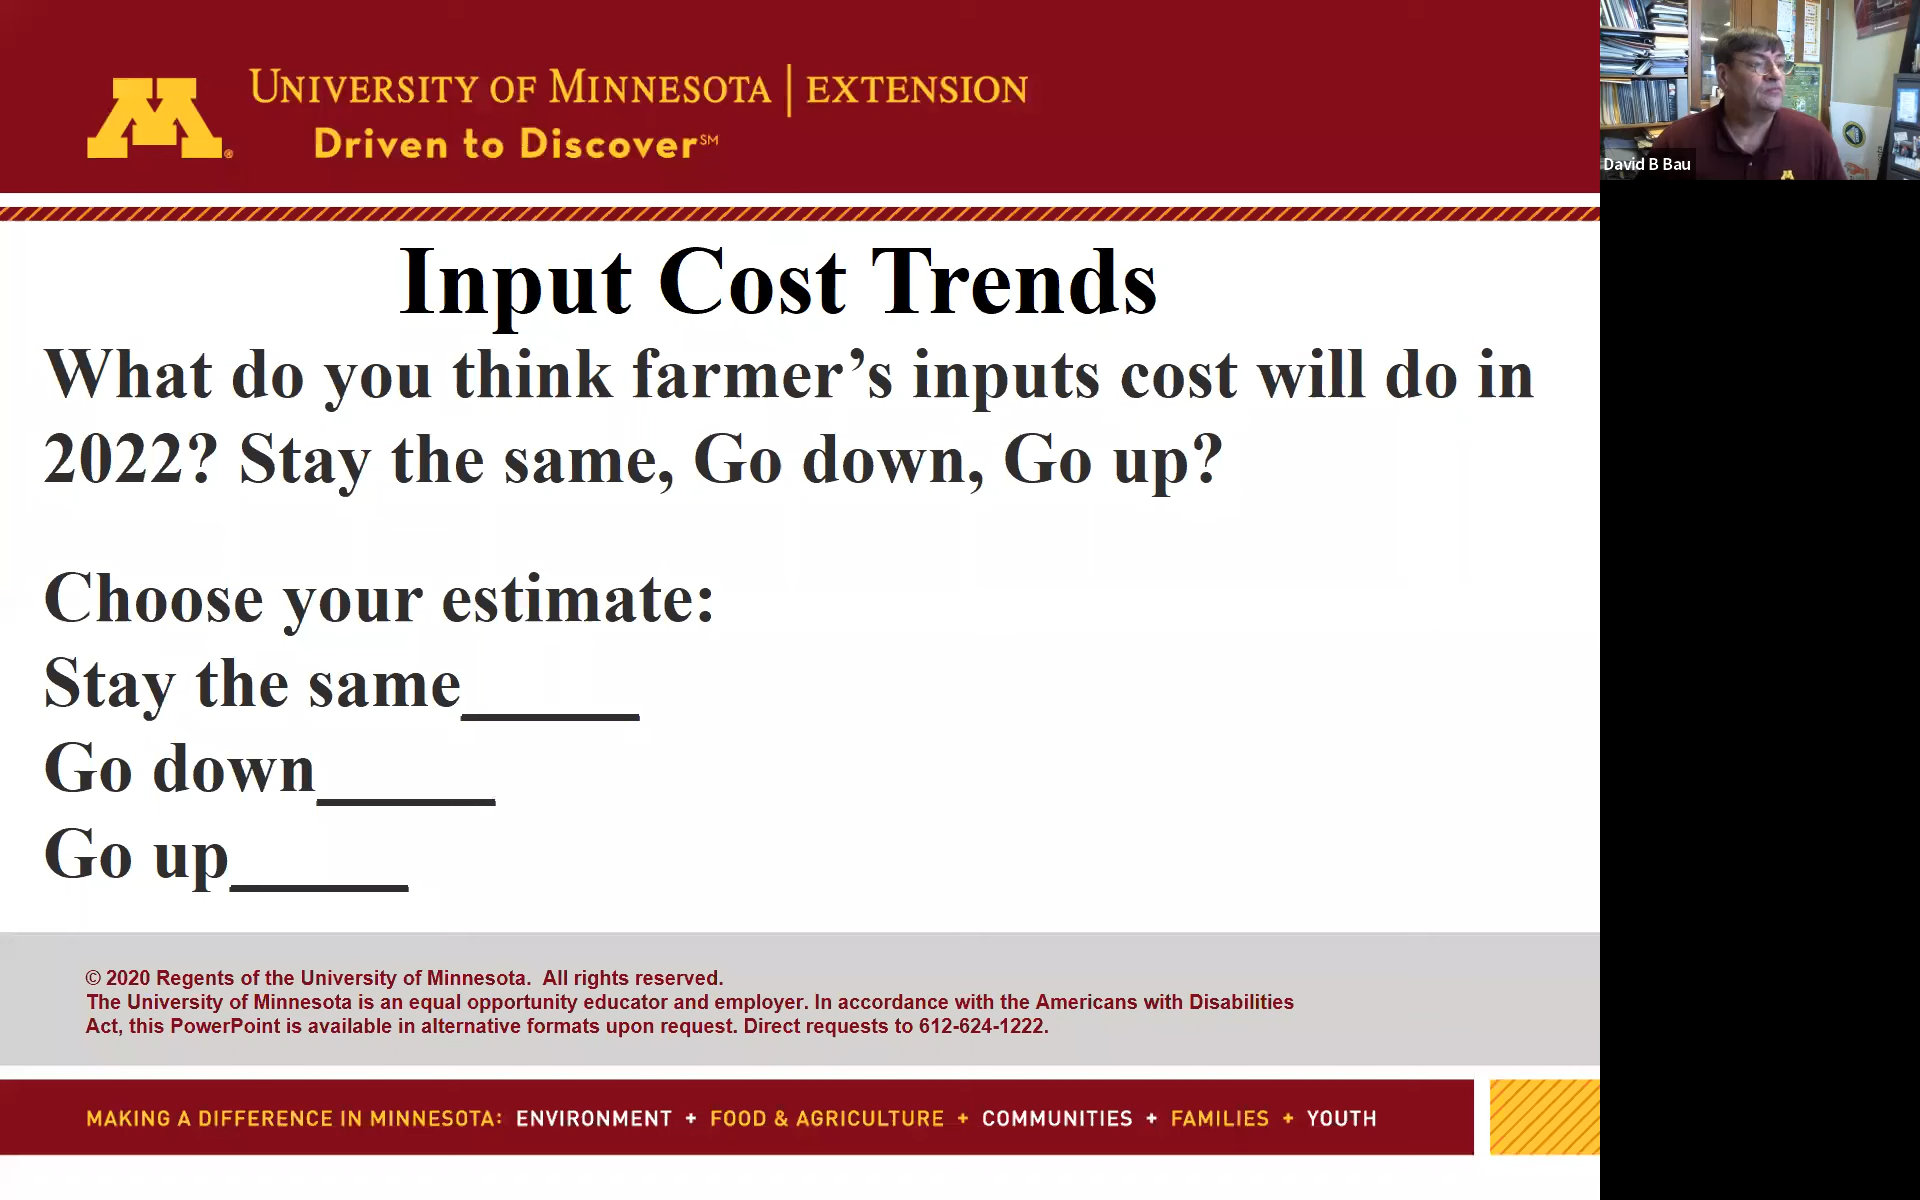 UNIVERSITY OF MINNESOTA | EXTENSION
Driven to Discover℠
David B Bau
Input Cost Trends
What do you think farmer’s inputs cost will do in
2022? Stay the same, Go down, Go up?
Choose your estimate:
Stay the same_____
Go down_____
Go up_____
© 2020 Regents of the University of Minnesota.  All rights reserved.
The University of Minnesota is an equal opportunity educator and employer. In accordance with the Americans with Disabilities
Act, this PowerPoint is available in alternative formats upon request. Direct requests to 612-624-1222.
MAKING A DIFFERENCE IN MINNESOTA: ENVIRONMENT + FOOD & AGRICULTURE + COMMUNITIES + FAMILIES + YOUTH